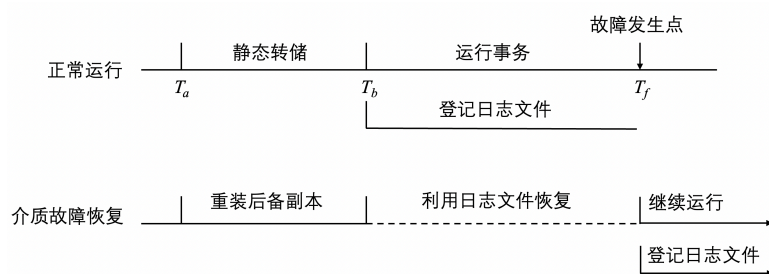 故障发生点
静态转储
运行事务
正常运行
Ta
Tb
Tf
登记日志文件
重装后备副本
利用日志文件恢复
继续运行
介质故障恢复
登记日志文件